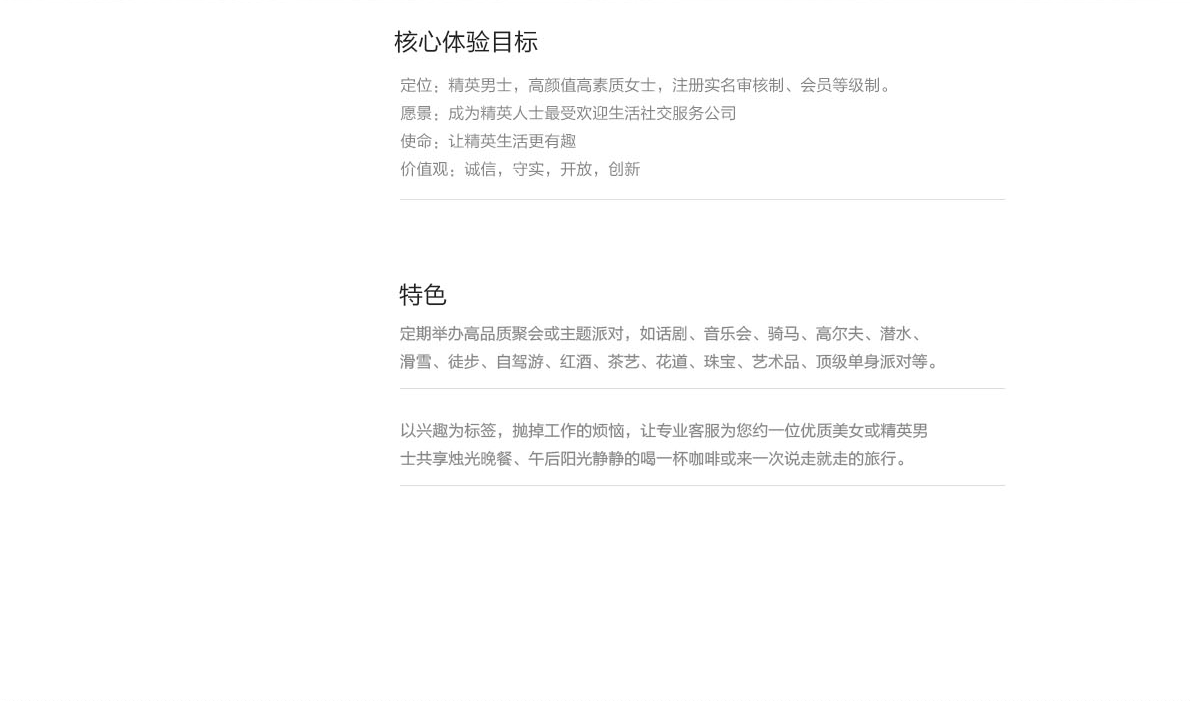 核心体验目标
定位：精英男士，高颜值高素质女士，注册实名审核制、会员等级制。
愿景：成为精英人士最受欢迎生活社交服务公司
使命：让精英生活更有趣
价值观：诚信，守实，开放，创新
特色
定期举办高品质聚会或主题派对，如话剧、音乐会、骑马、高尔夫、潜水、
滑雪、徒步、自驾游、红酒、茶艺、花道、珠宝、艺术品、顶级单身派对等。
以兴趣为标签，抛掉工作的烦恼，让专业客服为您约一位优质美女或精英男
士共享烛光晚餐、午后阳光静静的喝一杯咖啡或来一次说走就走的旅行。